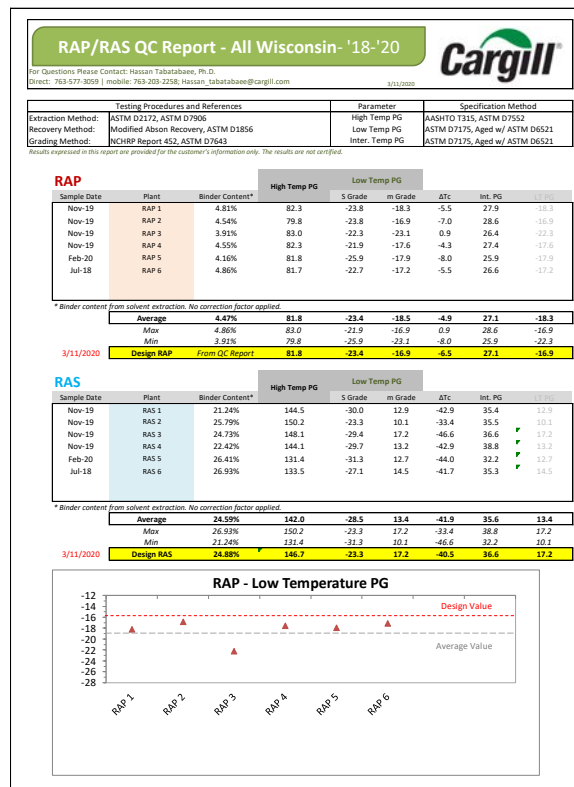 RAP/RAS QC Report - All Wisconsin- '18-'20
Cargill
For Questions Please Contact: Hassan Tabatabaee, Ph.D.
Direct: 763-577-3059 | mobile: 763-203-2258; Hassan_tabatabaee@cargill.com 3/11/2020
Testing Procedures and References Parameter Specification Method
Extraction Method: ASTM D2172, ASTM D7906 High Temp PG AASHTO T315, ASTM D7552
Recovery Method: Modified Abson Recovery, ASTM D1856 Low Temp PG ASTM D7175, Aged w/ ASTM D6521
Grading Method: NCHRP Report 452, ASTM D7643 Inter. Temp PG ASTM D7175, Aged w/ ASTM D6521
Results expressed in this report are provided for the customer's information only. The results are not certified.
RAP High Temp PG Low Temp PG
Sample Date Plant Binder Content* S Grade m Grade ΔTc Int. PG LT PG
Nov-19 RAP 1 4.81% 82.3 -23.8 -18.3 -5.5 27.9 -18.3
Nov-19 RAP 2 4.54% 79.8 -23.8 -16.9 -7.0 28.6 -16.9
Nov-19 RAP 3 3.91% 83.0 -22.3 -23.1 0.9 26.4 -22.3
Nov-19 RAP 4 4.55% 82.3 -21.9 -17.6 -4.3 27.4 -17.6
Feb-20 RAP 5 4.16% 81.8 -25.9 -17.9 -8.0 25.9 -17.9
Jul-18 RAP 6 4.86% 81.7 -22.7 -17.2 -5.5 26.6 -17.2
* Binder content from solvent extraction. No correction factor applied.
Average 4.47% 81.8 -23.4 -18.5 -4.9 27.1 -18.3
Max 4.86% 83.0 -21.9 -16.9 0.9 28.6 -16.9
Min 3.91% 79.8 -25.9 -23.1 -8.0 25.9 -22.3
3/11/2020 Design RAP From QC Report 81.8 -23.4 -16.9 -6.5 27.1 -16.9
RAS High Temp PG Low Temp PG
Sample Date Plant Binder Content* S Grade m Grade ΔTc Int. PG LT PG
Nov-19 RAS 1 21.24% 144.5 -30.0 12.9 -42.9 35.4 12.9
Nov-19 RAS 2 25.79% 150.2 -23.3 10.1 -33.4 35.5 10.1
Nov-19 RAS 3 24.73% 148.1 -29.4 17.2 -46.6 36.6 17.2
Nov-19 RAS 4 22.42% 144.1 -29.7 13.2 -42.9 38.8 13.2
Feb-20 RAS 5 26.41% 131.4 -31.3 12.7 -44.0 32.2 12.7
Jul-18 RAS 6 26.93% 133.5 -27.1 14.5 -41.7 35.3 14.5
* Binder content from solvent extraction. No correction factor applied.
Average 24.59% 142.0 -28.5 13.4 -41.9 35.6 13.4
Max 26.93% 150.2 -23.3 17.2 -33.4 38.8 17.2
Min 21.24% 131.4 -31.3 10.1 -46.6 32.2 10.1
3/11/2020 Design RAS 24.88% 146.7 -23.3 17.2 -40.5 36.6 17.2
RAP - Low Temperature PG
-12
-14
Design Value
-16
-18
-20
Average Value
-22
-24
-26
-28
RAP 1 RAP 2 RAP 3 RAP 4 RAP 5 RAP 6